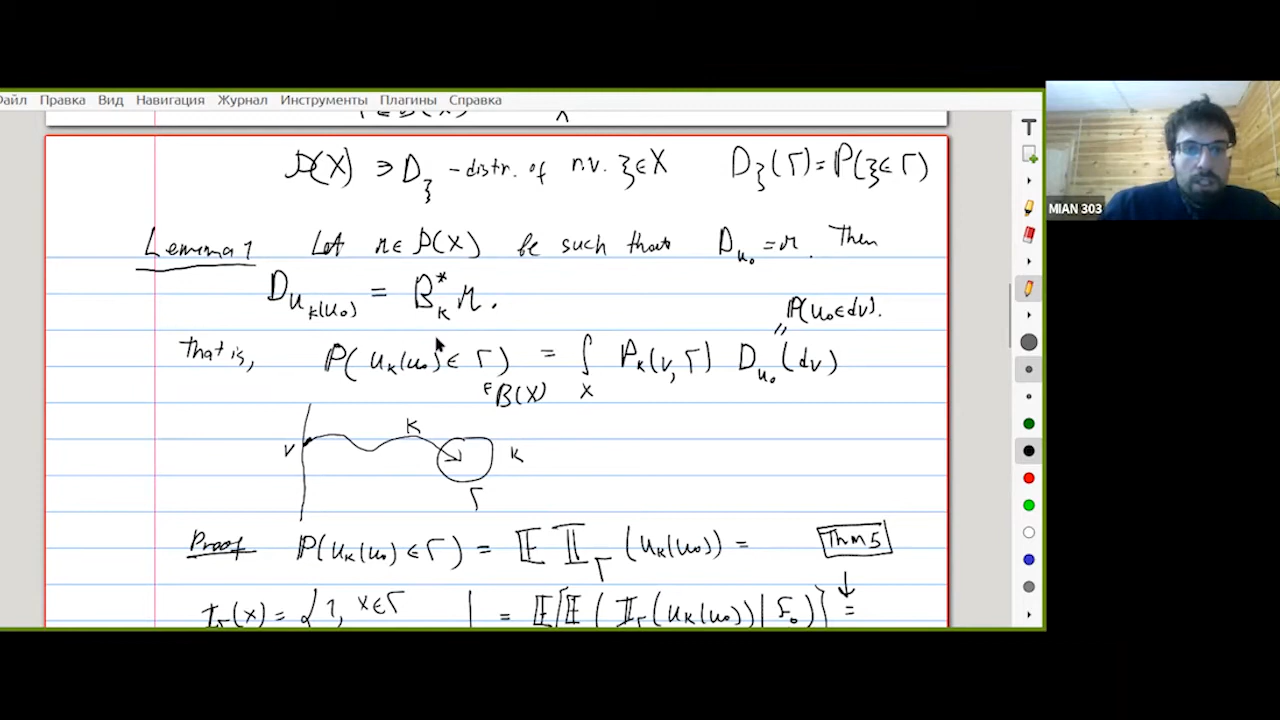 Файл Правка Вид Навигация Журнал Инструменты Плагины Справка
P(X) ∋ D_ξ - distr. of r.v. ξ∈X D_ξ(Γ)=P(ξ∈Γ)
Lemma 1 Let μ∈P(X) be such that D_{u_0}=μ. Then
D_{u_k(u_0)} = B_k^* μ.
P(u_0∈dv).
That is, P(u_k(u_0)∈ Γ) = ∫_X P_k(v,Γ) D_{u_0}(dv)
∈B(X)
v k k
Γ
Proof P(u_k(u_0)∈Γ) = 𝔼 𝕀_Γ(u_k(u_0)) = Thm 5
𝕀_Γ(x) = { 1, x∈Γ | = 𝔼[𝔼(𝕀_Γ(u_k(u_0))|F_0)] =
MIAN 303